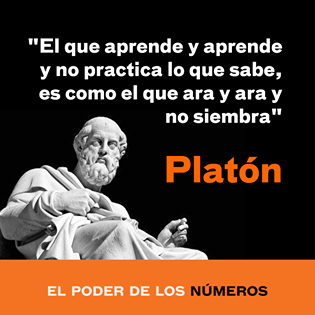 "El que aprende y aprende
y no practica lo que sabe,
es como el que ara y ara y
no siembra"
Platón
EL PODER DE LOS NÚMEROS